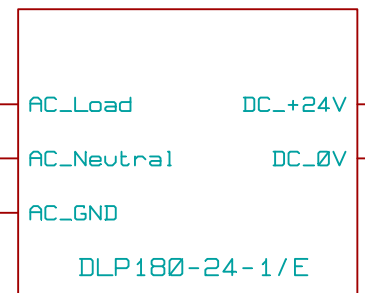 AC_Load DC_+24V
AC_Neutral DC_0V
AC_GND
DLP180-24-1/E